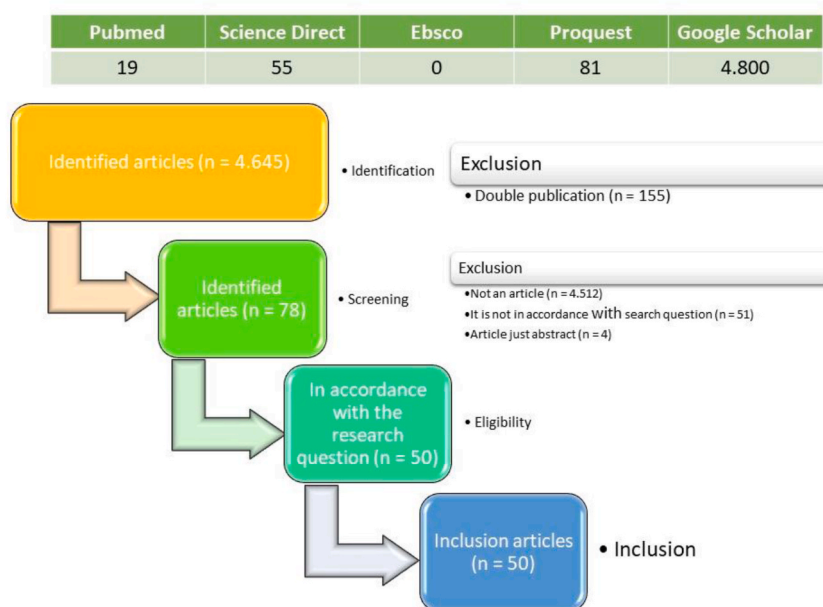 Pubmed Science Direct Ebsco Proquest Google Scholar
19 55 0 81 4.800
Identified articles (n = 4.645)
• Identification
Exclusion
• Double publication (n = 155)
Identified
articles (n = 78)
• Screening
Exclusion
•Not an article (n = 4.512)
•It is not in accordance with search question (n = 51)
•Article just abstract (n = 4)
In accordance
with the
research
question (n = 50)
• Eligibility
Inclusion articles
(n = 50)
• Inclusion